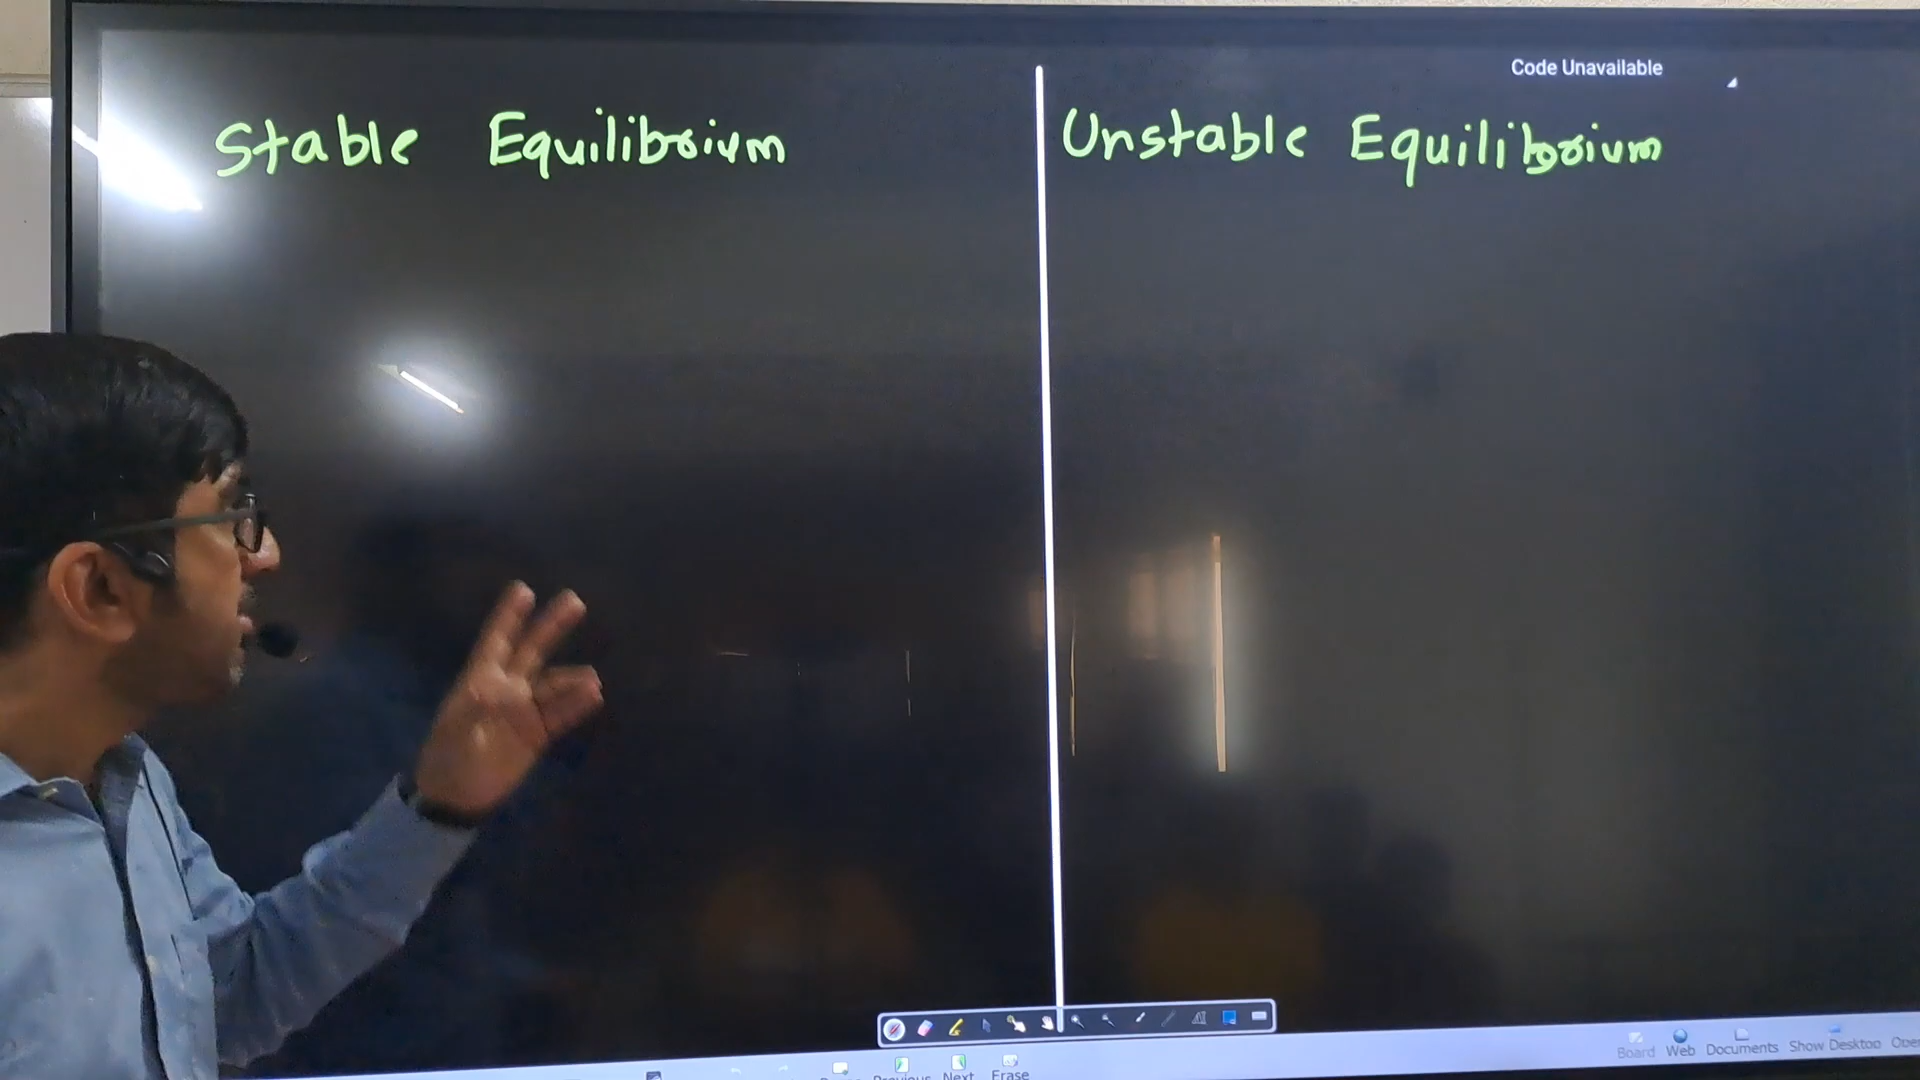 Code Unavailable
Stable Equilibrium
Unstable Equilibrium
Board Web Documents Show Desktop
Previous Next Erase